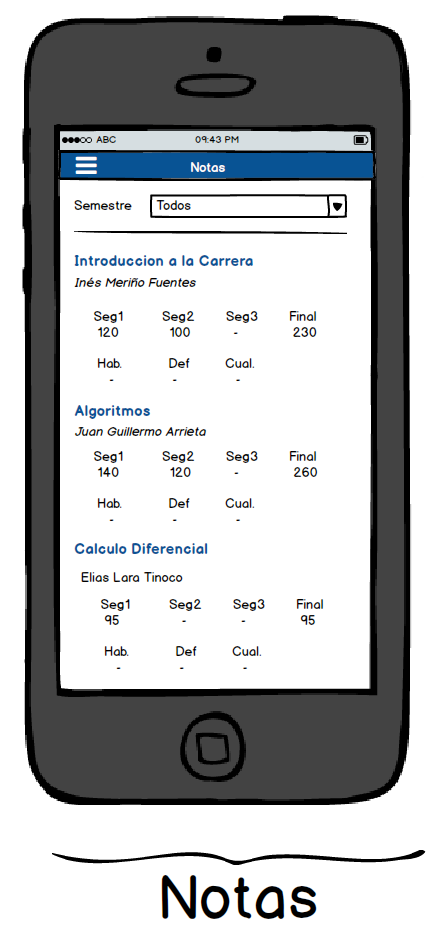 ABC 09:43 PM
Notas
Semestre Todos
Introduccion a la Carrera
Inés Meriño Fuentes
Seg1 Seg2 Seg3 Final
120 100 - 230
Hab. Def Cual.
- - -
Algoritmos
Juan Guillermo Arrieta
Seg1 Seg2 Seg3 Final
140 120 - 260
Hab. Def Cual.
- - -
Calculo Diferencial
Elias Lara Tinoco
Seg1 Seg2 Seg3 Final
95 - - 95
Hab. Def Cual.
- - -
Notas